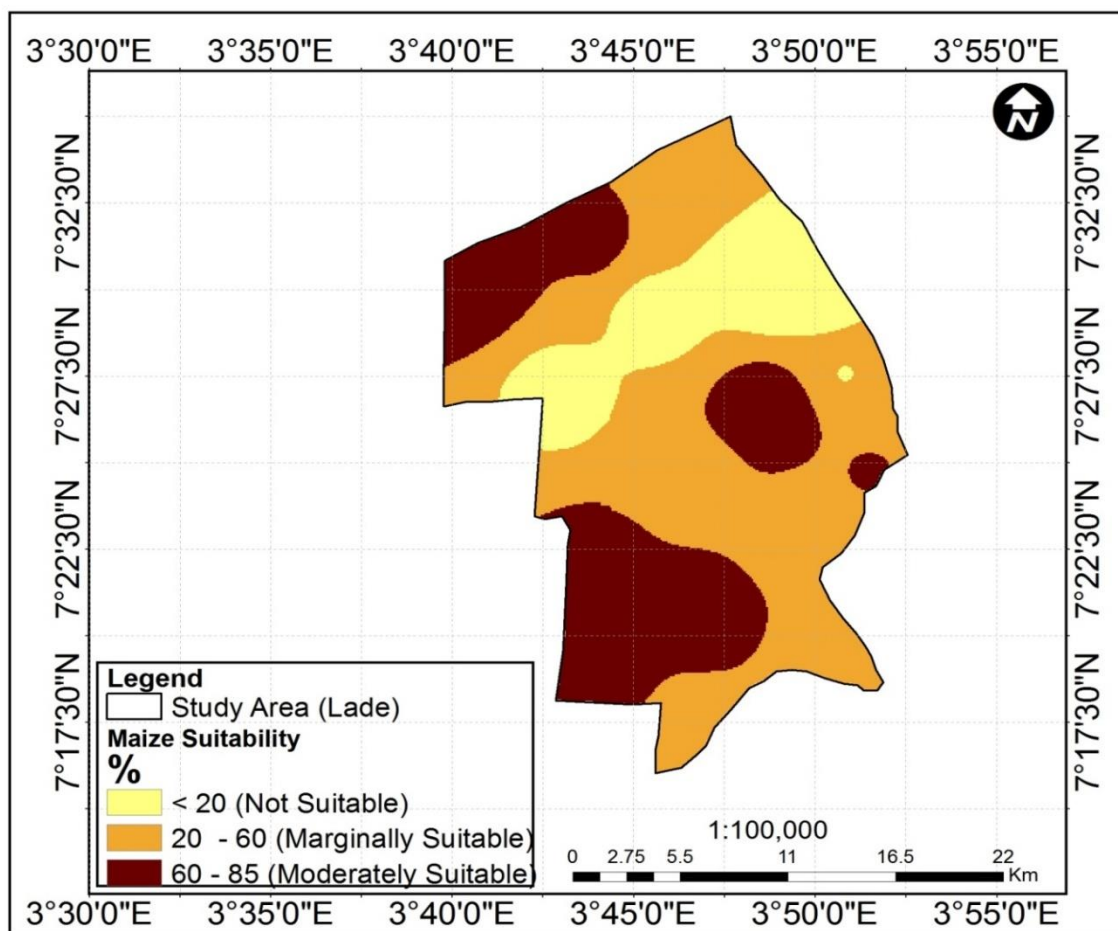 3°30'0"E 3°35'0"E 3°40'0"E 3°45'0"E 3°50'0"E 3°55'0"E
N
7°32'30"N 7°32'30"N
7°27'30"N 7°27'30"N
7°22'30"N 7°22'30"N
7°17'30"N 7°17'30"N
Legend
Study Area (Lade)
Maize Suitability
%
< 20 (Not Suitable)
20 - 60 (Marginally Suitable)
60 - 85 (Moderately Suitable)
1:100,000
0 2.75 5.5 11 16.5 22
Km
3°30'0"E 3°35'0"E 3°40'0"E 3°45'0"E 3°50'0"E 3°55'0"E